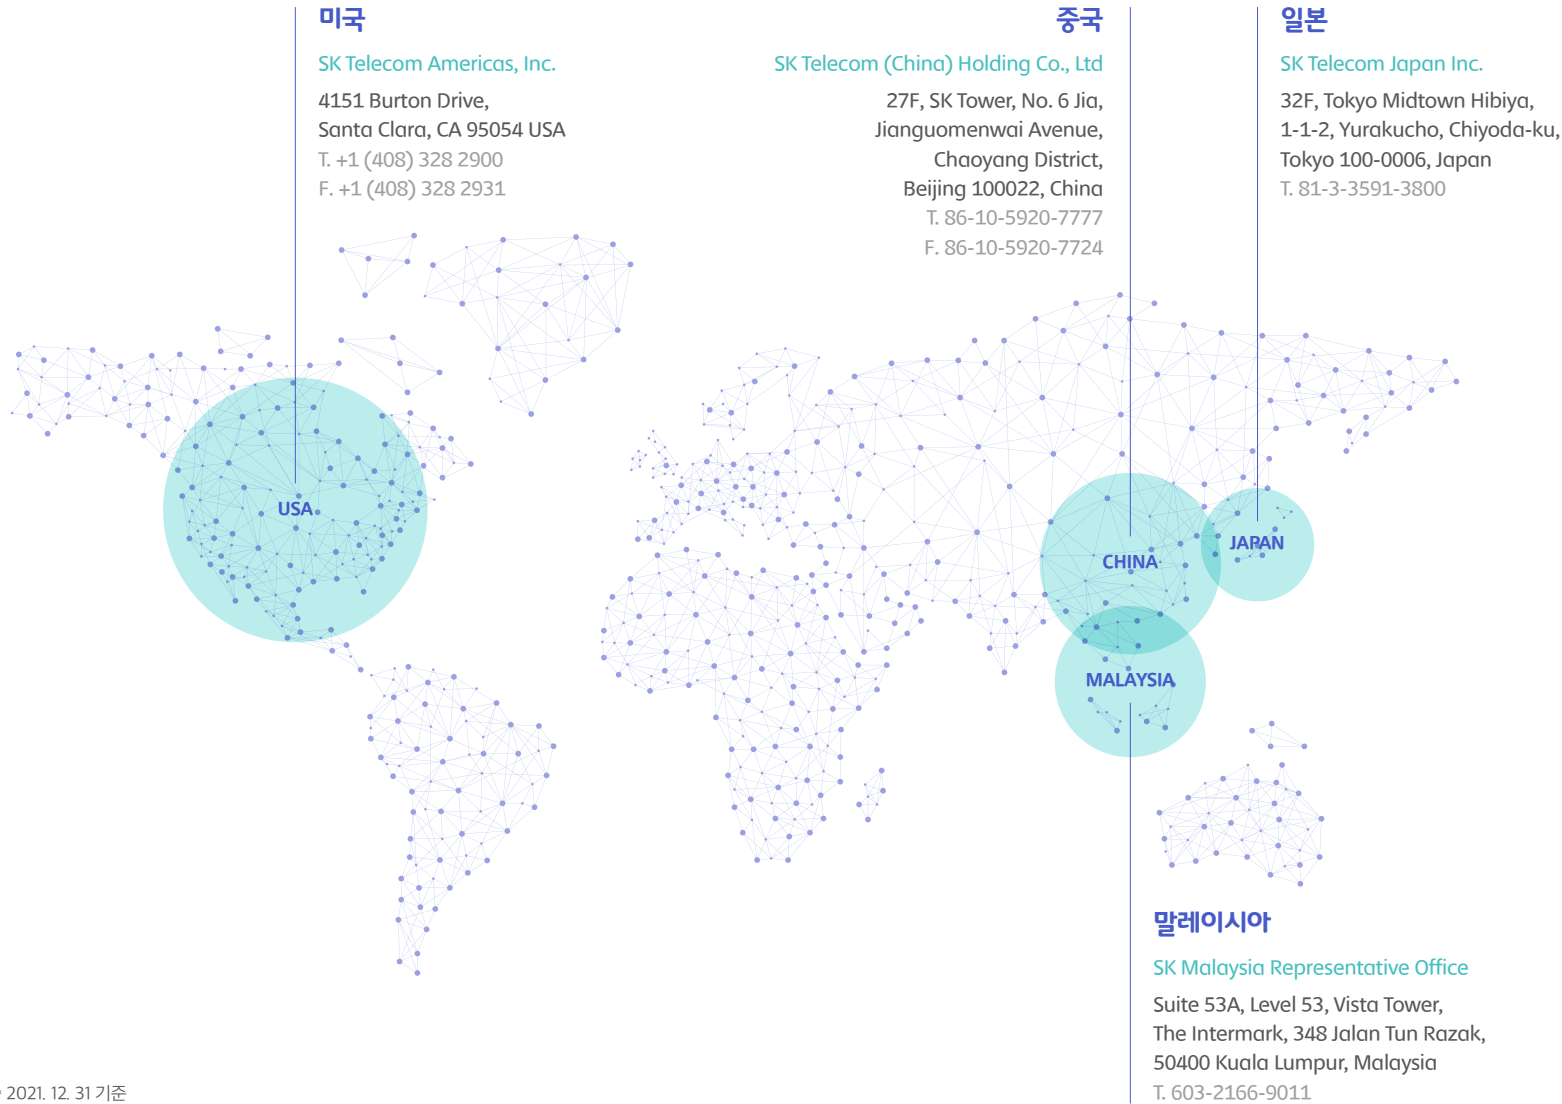 미국
SK Telecom Americas, Inc.
4151 Burton Drive,
Santa Clara, CA 95054 USA
T. +1 (408) 328 2900
F. +1 (408) 328 2931
중국
SK Telecom (China) Holding Co., Ltd
27F, SK Tower, No. 6 Jia,
Jianguomenwai Avenue,
Chaoyang District,
Beijing 100022, China
T. 86-10-5920-7777
F. 86-10-5920-7724
일본
SK Telecom Japan Inc.
32F, Tokyo Midtown Hibiya,
1-1-2, Yurakucho, Chiyoda-ku,
Tokyo 100-0006, Japan
T. 81-3-3591-3800
USA
CHINA
JAPAN
MALAYSIA
말레이시아
SK Malaysia Representative Office
Suite 53A, Level 53, Vista Tower,
The Intermark, 348 Jalan Tun Razak,
50400 Kuala Lumpur, Malaysia
T. 603-2166-9011
2021. 12. 31 기준